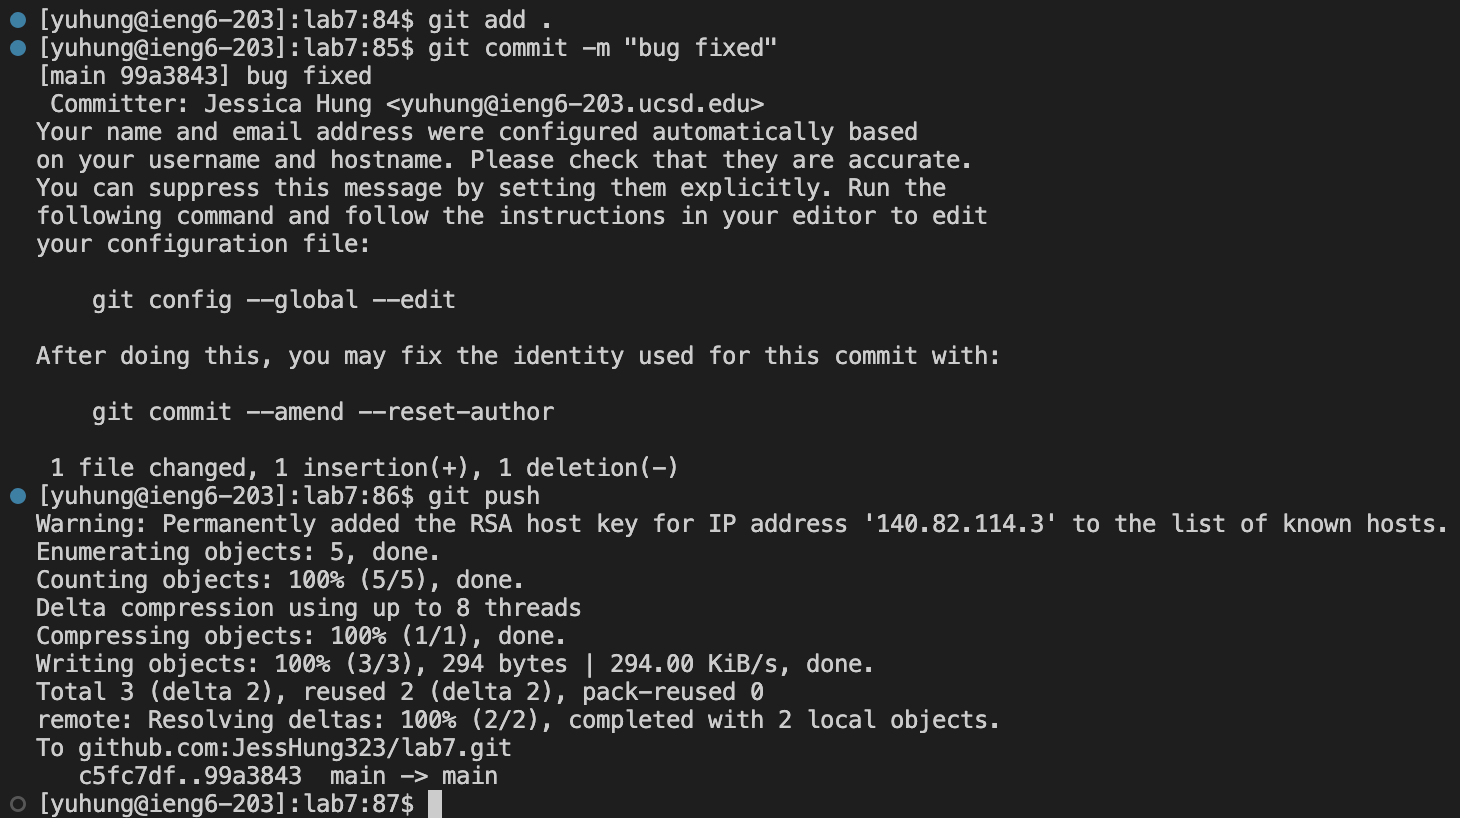 [yuhung@ieng6-203]:lab7:84$ git add .
[yuhung@ieng6-203]:lab7:85$ git commit -m "bug fixed"
[main 99a3843] bug fixed
 Committer: Jessica Hung <yuhung@ieng6-203.ucsd.edu>
Your name and email address were configured automatically based
on your username and hostname. Please check that they are accurate.
You can suppress this message by setting them explicitly. Run the
following command and follow the instructions in your editor to edit
your configuration file:

    git config --global --edit

After doing this, you may fix the identity used for this commit with:

    git commit --amend --reset-author

 1 file changed, 1 insertion(+), 1 deletion(-)
[yuhung@ieng6-203]:lab7:86$ git push
Warning: Permanently added the RSA host key for IP address '140.82.114.3' to the list of known hosts.
Enumerating objects: 5, done.
Counting objects: 100% (5/5), done.
Delta compression using up to 8 threads
Compressing objects: 100% (1/1), done.
Writing objects: 100% (3/3), 294 bytes | 294.00 KiB/s, done.
Total 3 (delta 2), reused 2 (delta 2), pack-reused 0
remote: Resolving deltas: 100% (2/2), completed with 2 local objects.
To github.com:JessHung323/lab7.git
   c5fc7df..99a3843  main -> main
[yuhung@ieng6-203]:lab7:87$